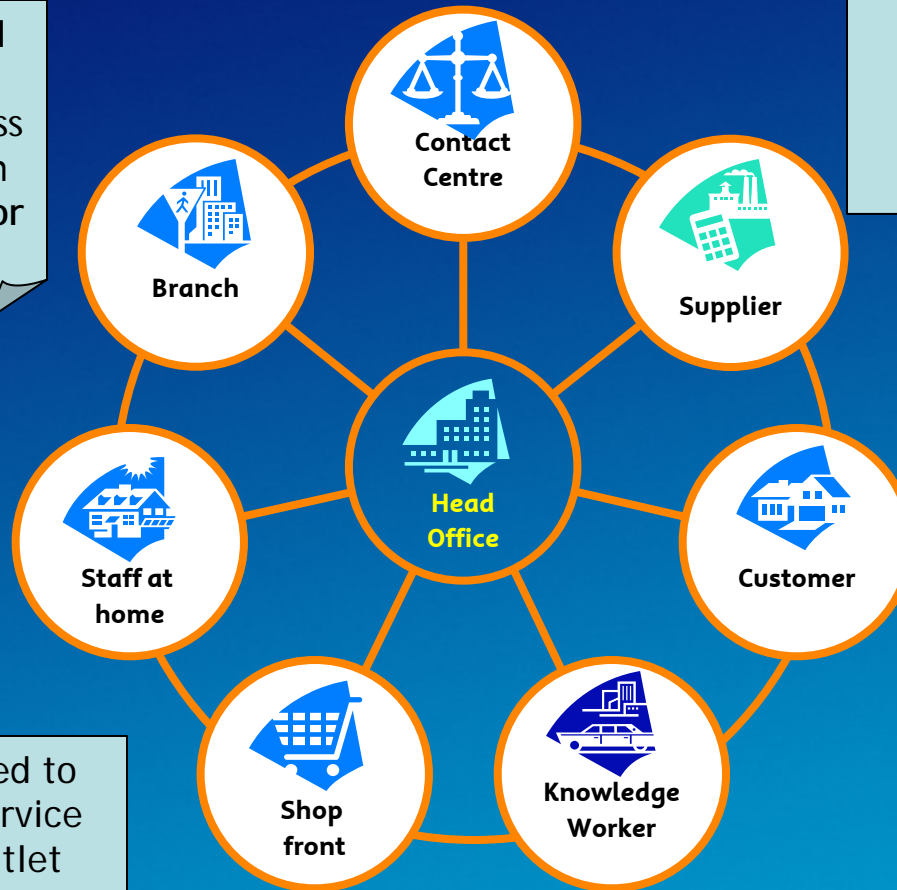 ss
or
Contact
Centre
Branch
Supplier
Head
Office
Staff at
home
Customer
Shop
front
Knowledge
Worker
ed to
rvice
tlet